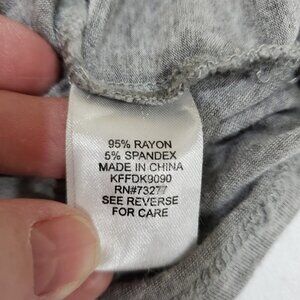 95% RAYON
5% SPANDEX
MADE IN CHINA
KFFDK9090
RN#73277
SEE REVERSE
FOR CARE